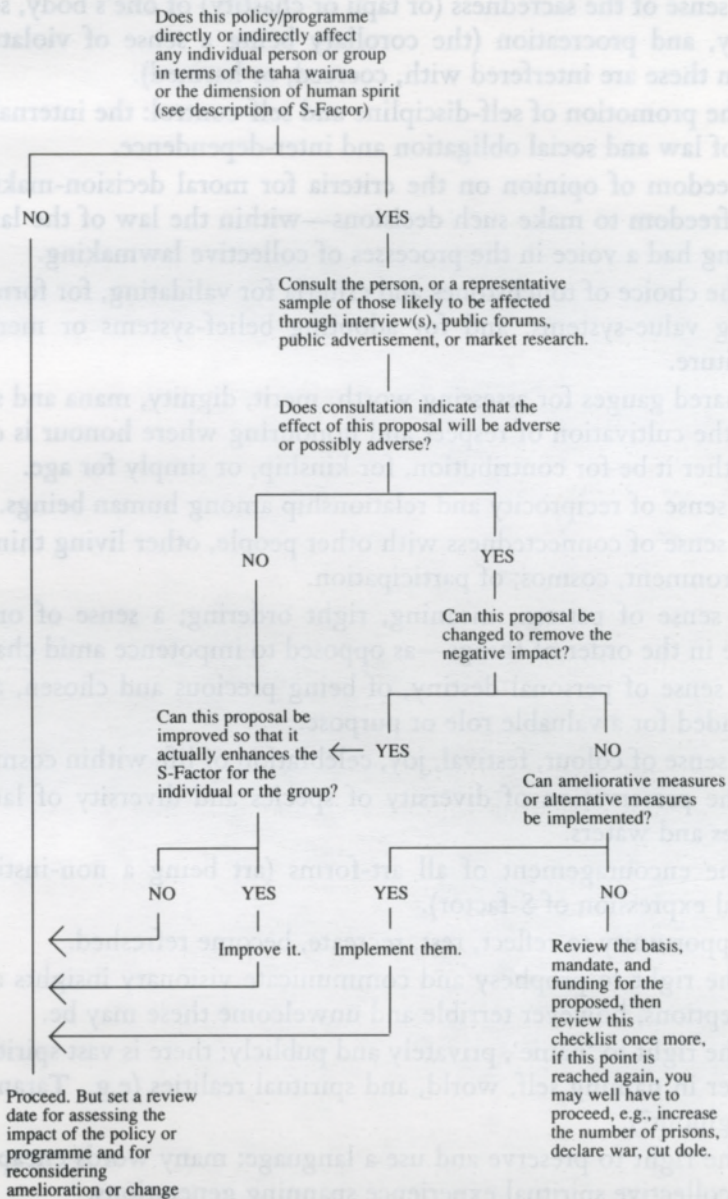 Does this policy/programme
directly or indirectly affect
any individual person or group
in terms of the taha wairua
or the dimension of human spirit
(see description of S-Factor)
NO
YES
Consult the person, or a representative
sample of those likely to be affected
through interview(s), public forums,
public advertisement, or market research.
Does consultation indicate that the
effect of this proposal will be adverse
or possibly adverse?
NO
YES
Can this proposal be
changed to remove the
negative impact?
Can this proposal be
improved so that it
actually enhances the
S-Factor for the
individual or the group?
YES
NO
Can ameliorative measures
or alternative measures
be implemented?
NO
YES
YES
NO
Improve it.
Implement them.
Review the basis,
mandate, and
funding for the
proposed, then
review this
checklist once more,
if this point is
reached again, you
may well have to
proceed, e.g., increase
the number of prisons,
declare war, cut dole.
Proceed. But set a review
date for assessing the
impact of the policy or
programme and for
reconsidering
amelioration or change